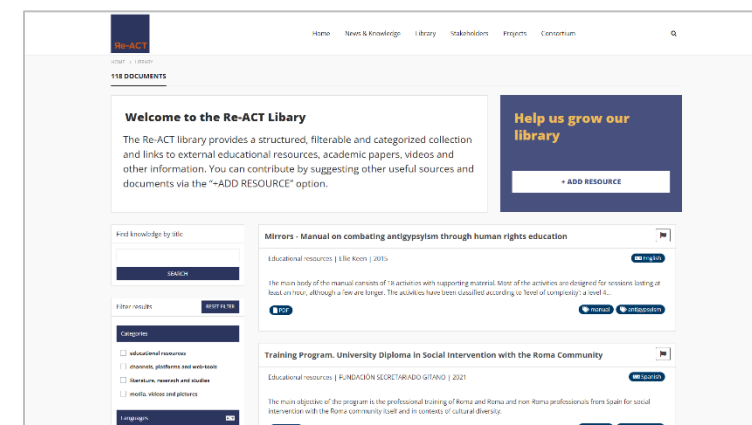 Re-ACT
Home News & Knowledge Library Stakeholders Projects Consortium
HOME LIBRARY
118 DOCUMENTS
Welcome to the Re-ACT Libary
The Re-ACT library provides a structured, filterable and categorized collection
and links to external educational resources, academic papers, videos and
other information. You can contribute by suggesting other useful sources and
documents via the “+ADD RESOURCE” option.
Help us grow our
library
+ ADD RESOURCE
Find knowledge by title
SEARCH
Filter results RESET FILTER
Categories
educational resources
channels, platforms and web-tools
literature, reserach and studies
media, videos and pictures
Languages
Mirrors - Manual on combating antigypsyism through human rights education
Educational resources | Ellie Keen | 2015 English
The main body of the manual consists of 18 activities with supporting material. Most of the activities are designed for sessions lasting at
least an hour, although a few are longer. The activities have been classified according to 'level of complexity': a level 4...
PDF manual antigypsyism
Training Program. University Diploma in Social Intervention with the Roma Community
Educational resources | FUNDACIÓN SECRETARIADO GITANO | 2021 Spanish
The main objective of the program is the professional training of Roma and Roma and non-Roma professionals from Spain for social
intervention with the Roma community itself and in contexts of cultural diversity.